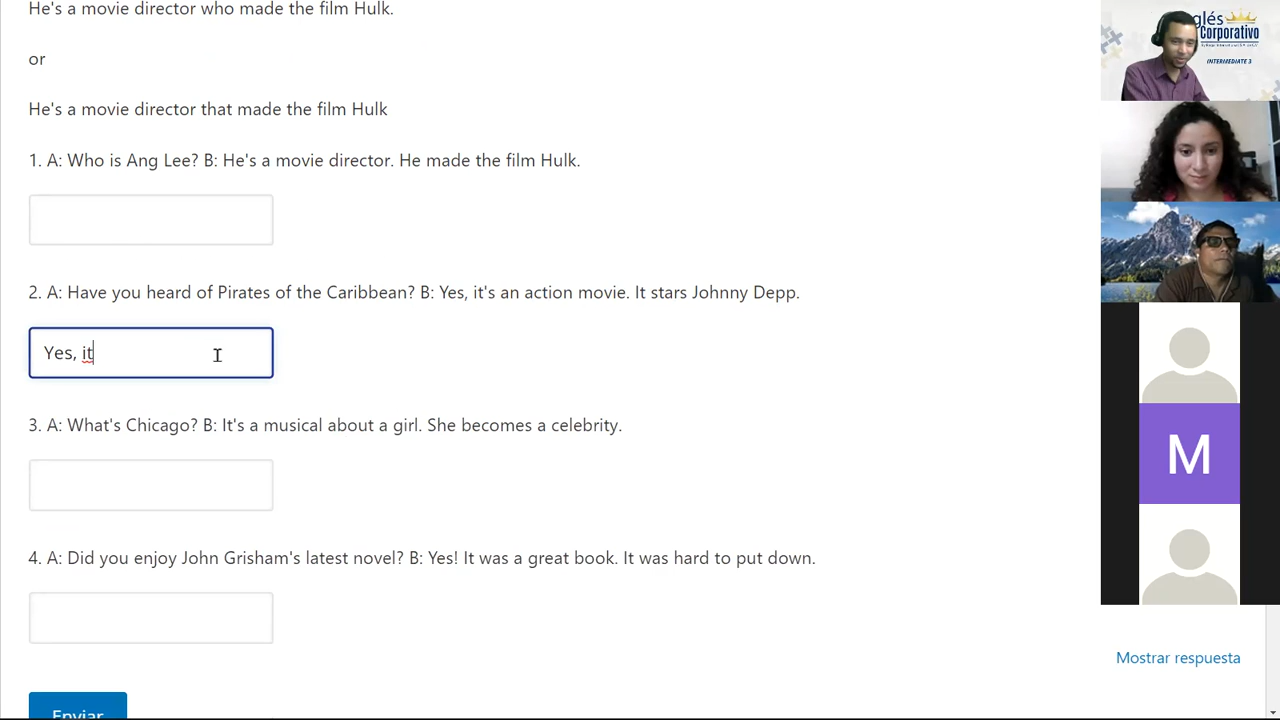 He's a movie director who made the film Hulk.
or
He's a movie director that made the film Hulk
1. A: Who is Ang Lee? B: He's a movie director. He made the film Hulk.
2. A: Have you heard of Pirates of the Caribbean? B: Yes, it's an action movie. It stars Johnny Depp.
Yes, it
3. A: What's Chicago? B: It's a musical about a girl. She becomes a celebrity.
4. A: Did you enjoy John Grisham's latest novel? B: Yes! It was a great book. It was hard to put down.
Mostrar respuesta
Enviar
glés
Corporativo
INTERMEDIATE 3
M